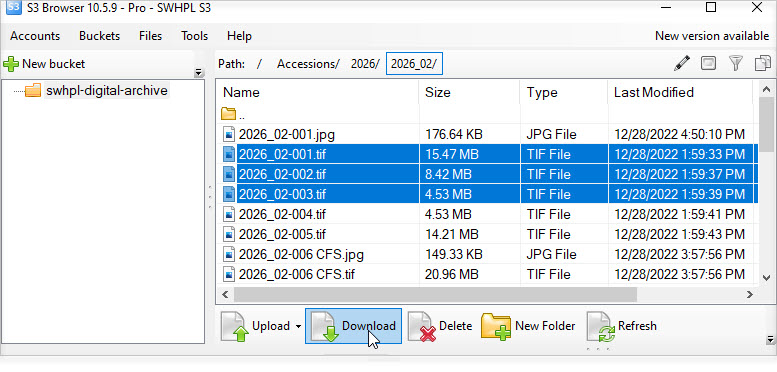 S3 Browser 10.5.9 - Pro - SWHPL S3
Accounts Buckets Files Tools Help New version available
New bucket Path: / Accessions/ 2026/ 2026_02/
swhpl-digital-archive
Name Size Type Last Modified
..
2026_02-001.jpg 176.64 KB JPG File 12/28/2022 4:50:10 PM
2026_02-001.tif 15.47 MB TIF File 12/28/2022 1:59:33 PM
2026_02-002.tif 8.42 MB TIF File 12/28/2022 1:59:37 PM
2026_02-003.tif 4.53 MB TIF File 12/28/2022 1:59:39 PM
2026_02-004.tif 4.53 MB TIF File 12/28/2022 1:59:41 PM
2026_02-005.tif 14.21 MB TIF File 12/28/2022 1:59:43 PM
2026_02-006 CFS.jpg 149.33 KB JPG File 12/28/2022 3:57:56 PM
2026_02-006 CFS.tif 20.96 MB TIF File 12/28/2022 3:57:56 PM
Upload Download Delete New Folder Refresh